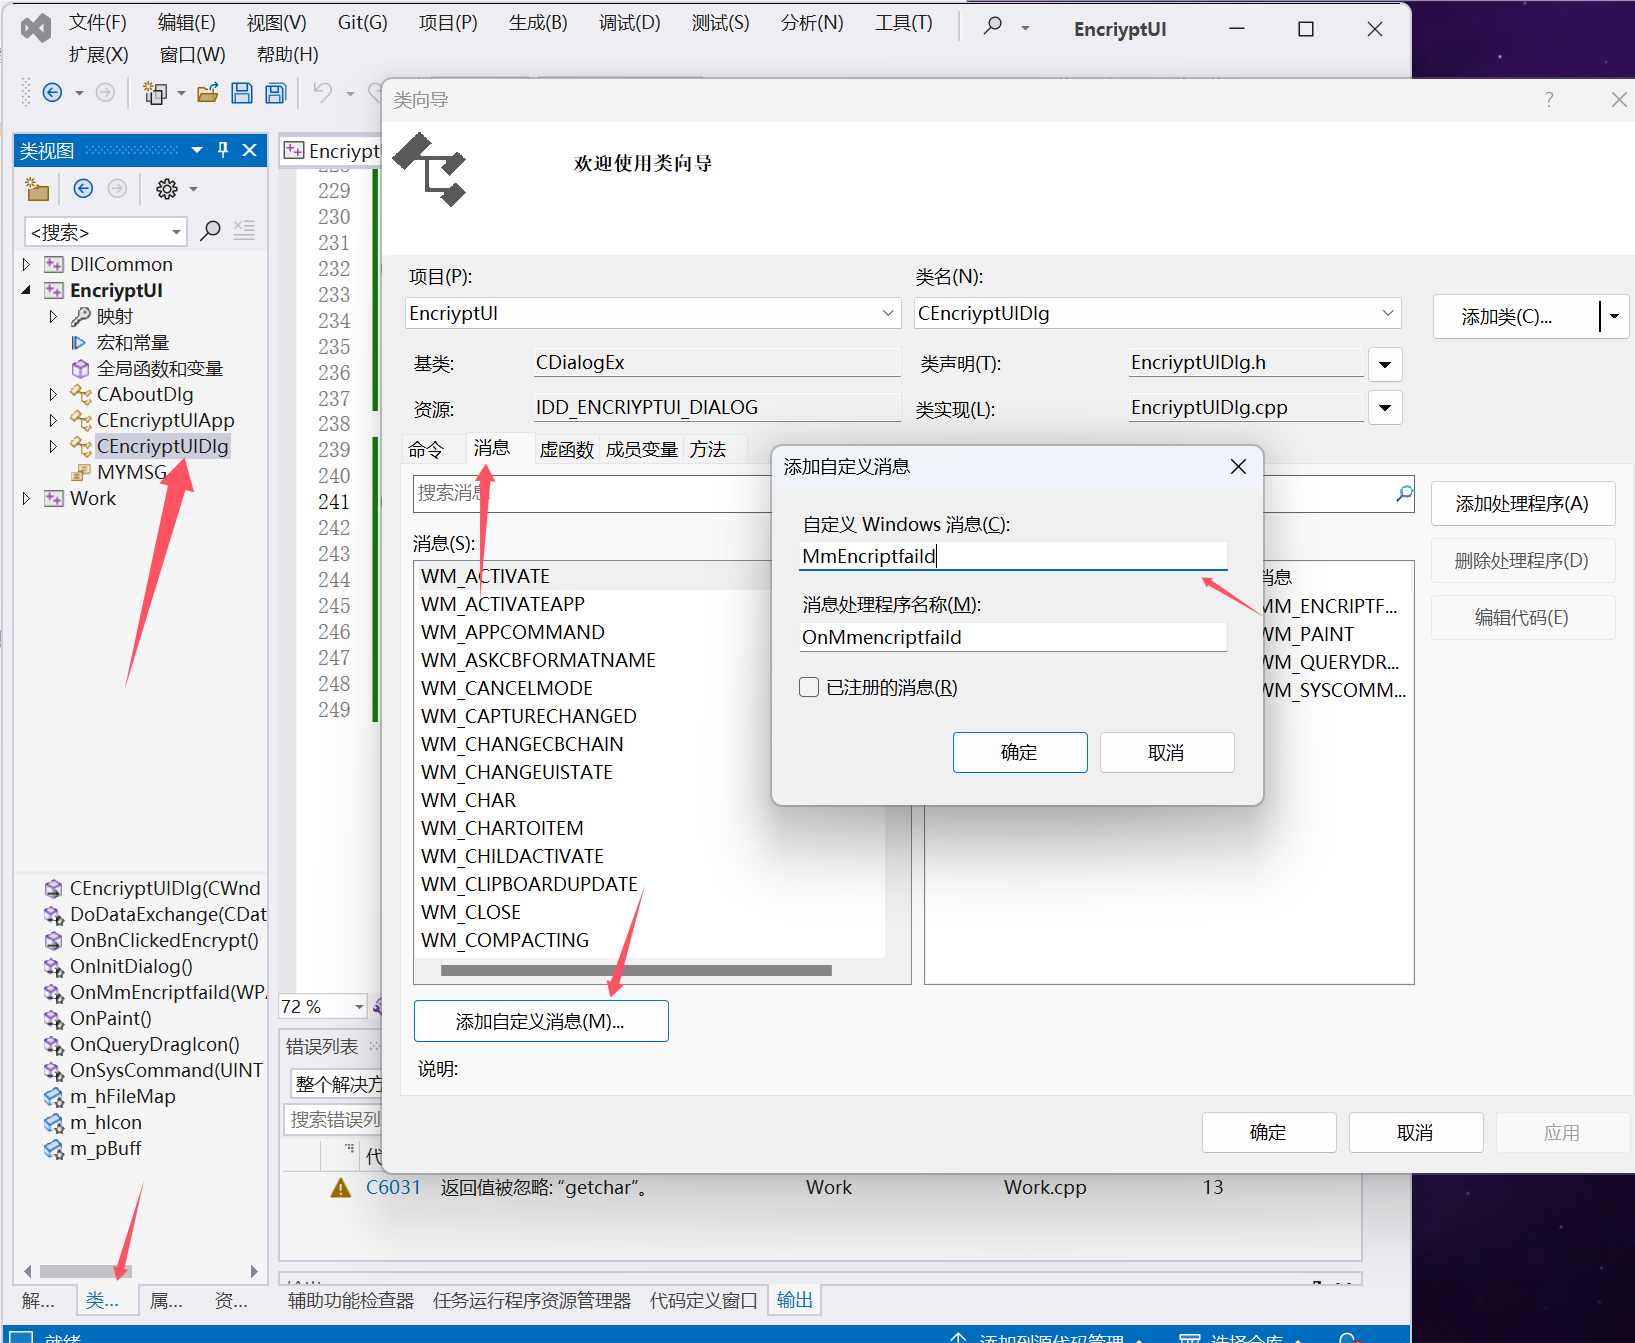 文件(F) 编辑(E) 视图(V) Git(G) 项目(P) 生成(B) 调试(D) 测试(S) 分析(N) 工具(T) EncriyptUI
扩展(X) 窗口(W) 帮助(H)
类视图
<搜索>
DllCommon
EncriyptUI
映射
宏和常量
全局函数和变量
CAboutDlg
CEncriyptUIApp
CEncriyptUIDlg
MYMSG
Work
CEncriyptUIDlg(CWnd
DoDataExchange(CDat
OnBnClickedEncrypt()
OnInitDialog()
OnMmEncriptfaild(WP
OnPaint()
OnQueryDragIcon()
OnSysCommand(UINT
m_hFileMap
m_hIcon
m_pBuff
解... 类... 属... 资...
Encriypt
229
230
231
232
233
234
235
236
237
238
239
240
241
242
243
244
245
246
247
248
249
72 %
错误列表
整个解决方
搜索错误列
代
C6031 返回值被忽略: “getchar”。 Work Work.cpp 13
辅助功能检查器 任务运行程序资源管理器 代码定义窗口 输出
就绪 添加到源代码管理 选择仓库
类向导 ?
欢迎使用类向导
项目(P): 类名(N):
EncriyptUI CEncriyptUIDlg 添加类(C)...
基类: CDialogEx 类声明(T): EncriyptUIDlg.h
资源: IDD_ENCRIYPTUI_DIALOG 类实现(L): EncriyptUIDlg.cpp
命令 消息 虚函数 成员变量 方法
搜索消息
消息(S):
WM_ACTIVATE
WM_ACTIVATEAPP
WM_APPCOMMAND
WM_ASKCBFORMATNAME
WM_CANCELMODE
WM_CAPTURECHANGED
WM_CHANGECBCHAIN
WM_CHANGEUISTATE
WM_CHAR
WM_CHARTOITEM
WM_CHILDACTIVATE
WM_CLIPBOARDUPDATE
WM_CLOSE
WM_COMPACTING
添加自定义消息(M)...
说明:
消息
MM_ENCRIPTF...
WM_PAINT
WM_QUERYDR...
WM_SYSCOMM...
添加处理程序(A)
删除处理程序(D)
编辑代码(E)
确定 取消 应用
添加自定义消息
自定义 Windows 消息(C):
MmEncriptfaild
消息处理程序名称(M):
OnMmencriptfaild
已注册的消息(R)
确定 取消